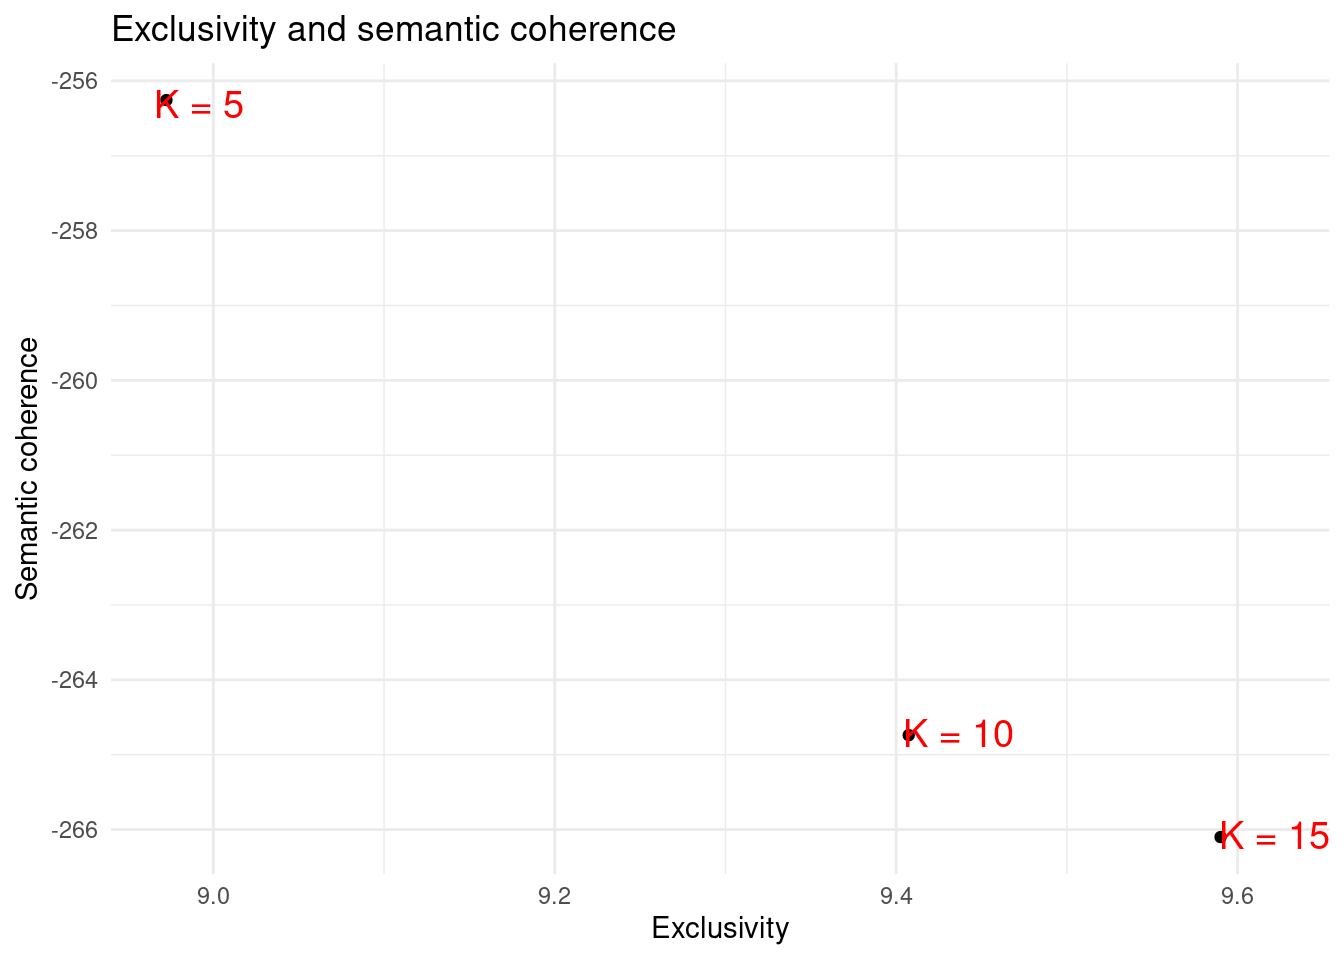 Exclusivity and semantic coherence
-256
-258
-260
-262
-264
-266
Semantic coherence
K = 5
K = 10
K = 15
9.0
9.2
9.4
9.6
Exclusivity